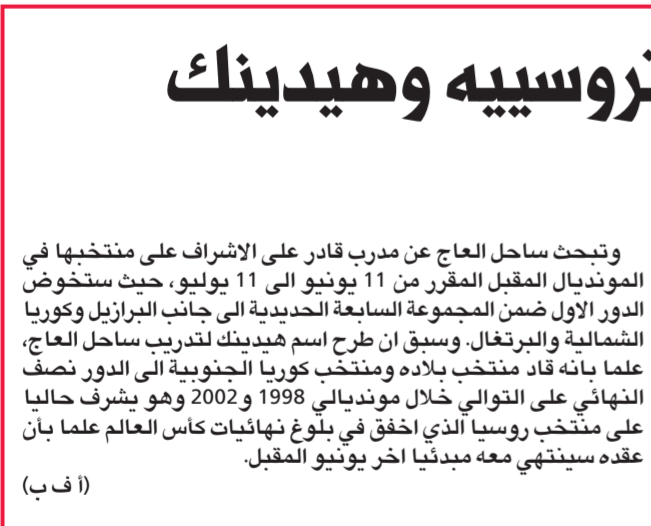 تروسييه وهيدينك
وتبحث ساحل العاج عن مدرب قادر على الاشراف على منتخبها في
المونديال المقبل المقرر من 11 يونيو الى 11 يوليو، حيث ستخوض
الدور الاول ضمن المجموعة السابعة الحديدية الى جانب البرازيل وكوريا
الشمالية والبرتغال. وسبق ان طرح اسم هيدينك لتدريب ساحل العاج،
علما بانه قاد منتخب بلاده ومنتخب كوريا الجنوبية الى الدور نصف
النهائي على التوالي خلال مونديالي 1998 و2002 وهو يشرف حاليا
على منتخب روسيا الذي اخفق في بلوغ نهائيات كأس العالم علما بأن
عقده سينتهي معه مبدئيا اخر يونيو المقبل.
(أ ف ب)